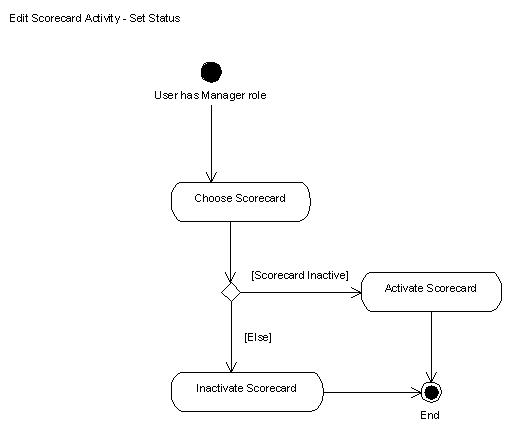 Edit Scorecard Activity - Set Status
User has Manager role
Choose Scorecard
[Scorecard Inactive]
Activate Scorecard
[Else]
Inactivate Scorecard
End